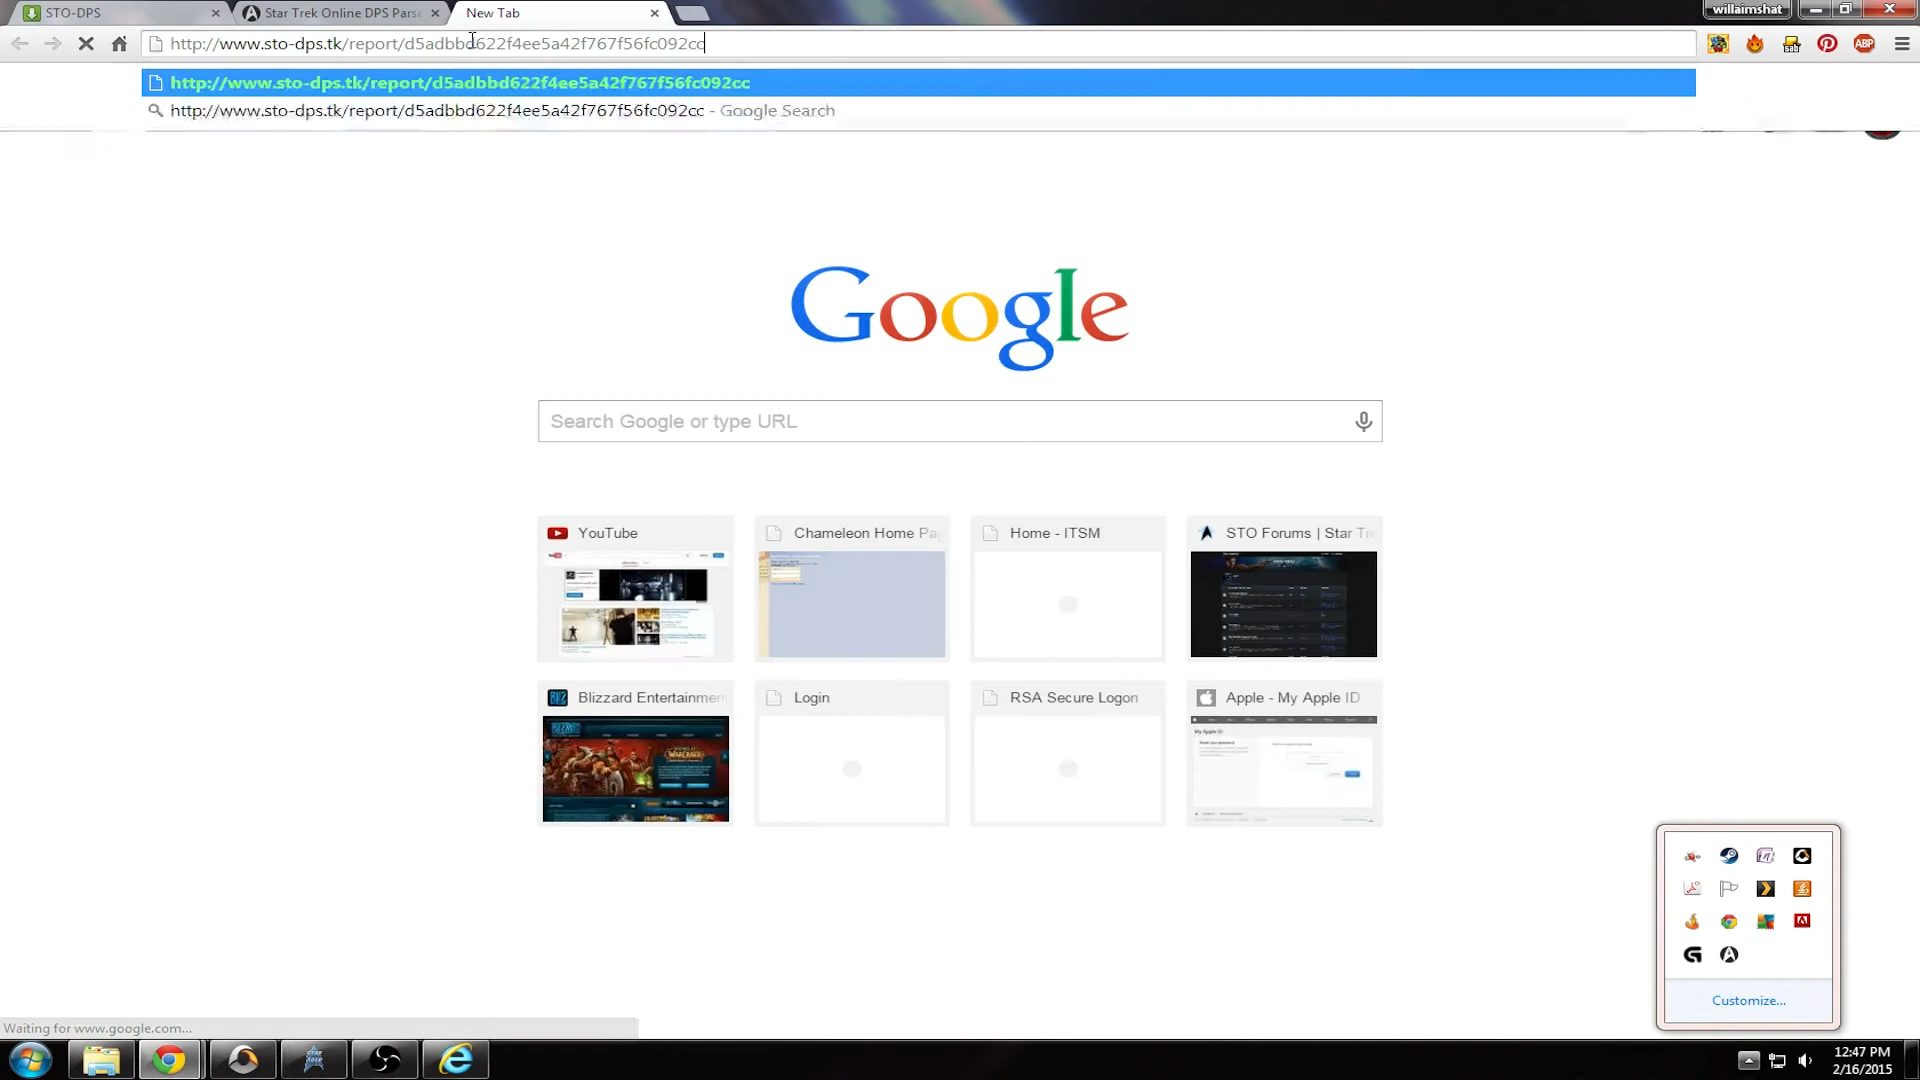 STO-DPS
Star Trek Online DPS Parse
New Tab
willaimshat
http://www.sto-dps.tk/report/d5adbbd622f4ee5a42f767f56fc092cc
ABP
http://www.sto-dps.tk/report/d5adbbd622f4ee5a42f767f56fc092cc
http://www.sto-dps.tk/report/d5adbbd622f4ee5a42f767f56fc092cc - Google Search
Google
Search Google or type URL
YouTube
Chameleon Home Pa
Home - ITSM
STO Forums | Star Tre
Blizzard Entertainmen
Login
RSA Secure Logon
Apple - My Apple ID
Customize...
Waiting for www.google.com...
12:47 PM
2/16/2015